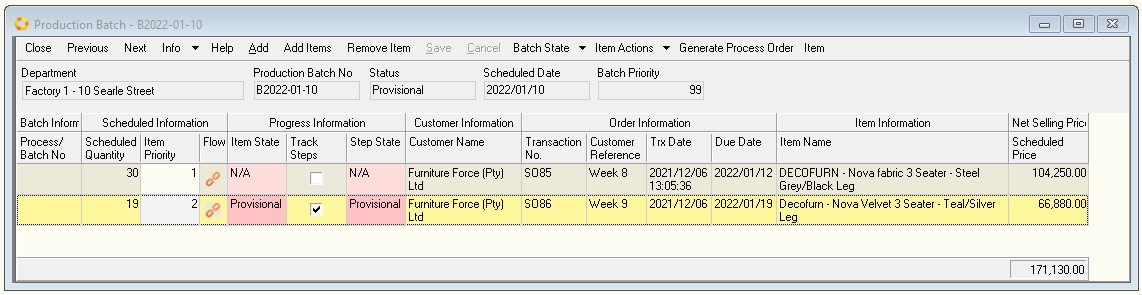 Production Batch - B2022-01-10
Close Previous Next Info Help Add Add Items Remove Item Save Cancel Batch State Item Actions Generate Process Order Item
Department Production Batch No Status Scheduled Date Batch Priority
Factory 1 - 10 Searle Street B2022-01-10 Provisional 2022/01/10 99
Batch Inform Scheduled Information Progress Information Customer Information Order Information Item Information Net Selling Price
Process/ Scheduled Item Flow Item State Track Step State Customer Name Transaction Customer Trx Date Due Date Item Name Scheduled
Batch No Quantity Priority Steps No. Reference Price
30 1 N/A N/A Furniture Force (Pty) SO85 Week 8 2021/12/06 2022/01/12 DECOFURN - Nova fabric 3 Seater - Steel 104,250.00
Ltd 13:05:36 Grey/Black Leg
19 2 Provisional Provisional Furniture Force (Pty) SO86 Week 9 2021/12/06 2022/01/19 Decofurn - Nova Velvet 3 Seater - Teal/Silver 66,880.00
Ltd Leg
171,130.00